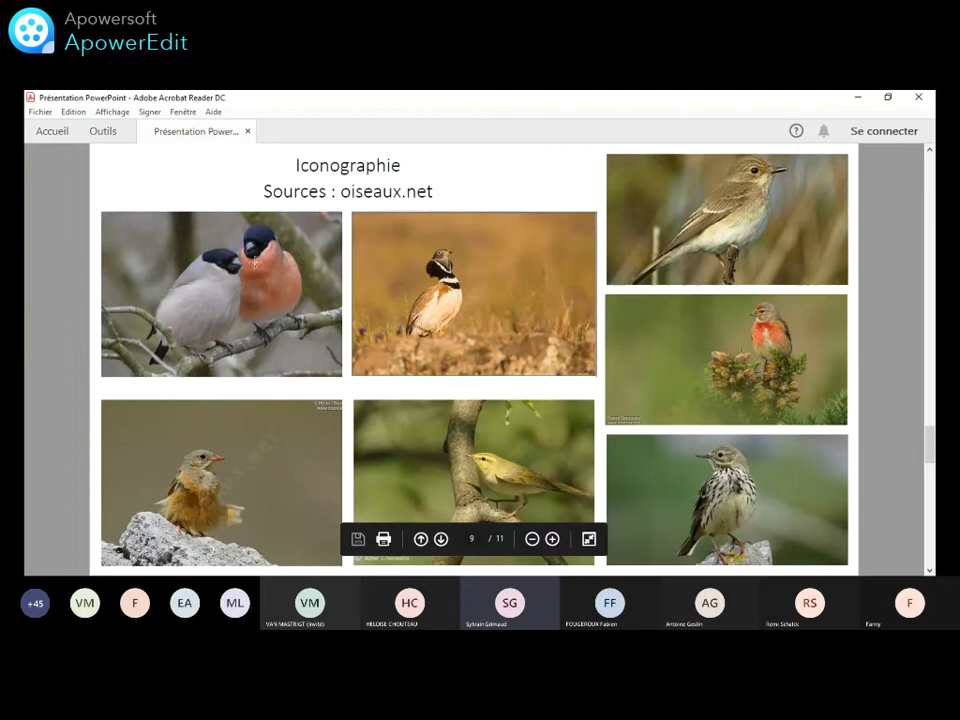 Apowersoft
ApowerEdit
Présentation PowerPoint - Adobe Acrobat Reader DC
Fichier Edition Affichage Signer Fenêtre Aide
Accueil Outils Présentation Power... Se connecter
Iconographie
Sources : oiseaux.net
9 / 11
+45 VM F EA ML VM HC SG FF AG RS F
VAN MASTRIGT (Invité) HELOISE CHOUTEAU Sylvain Grimaud FOUGEROUX Fabien Antoine Goslin Remi Schalck Fanny